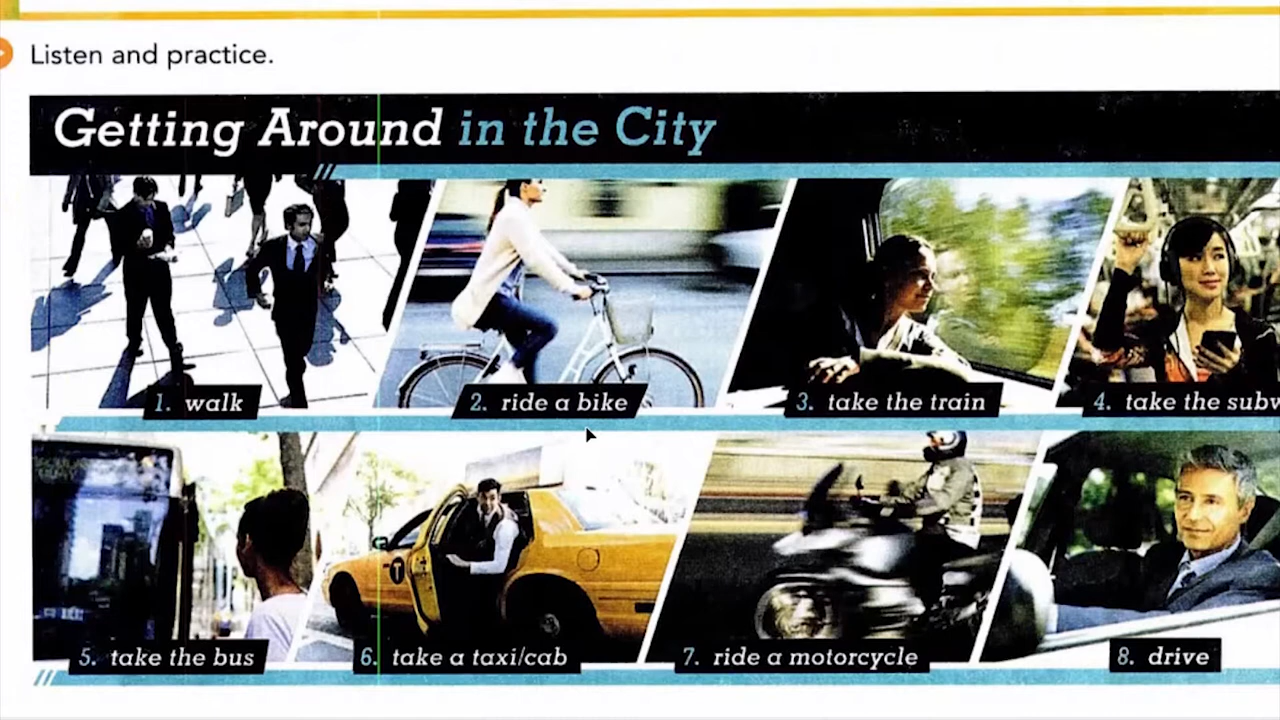 Listen and practice.
Getting Around in the City
1. walk
2. ride a bike
3. take the train
4. take the subw
5. take the bus
6. take a taxi/cab
7. ride a motorcycle
8. drive